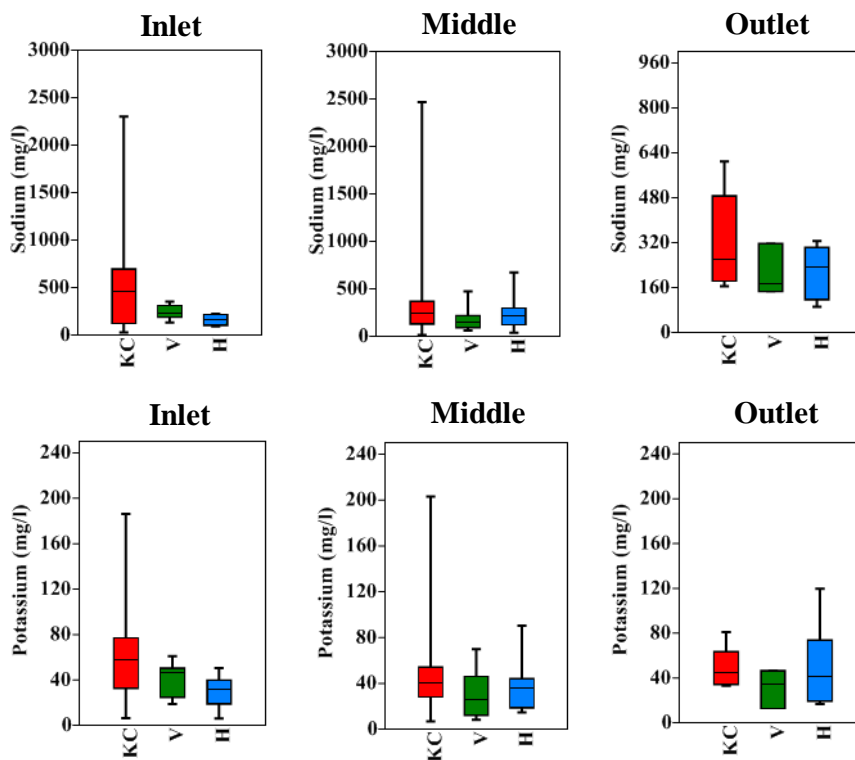 Inlet
Middle
Outlet
Sodium (mg/l)
3000
2500
2000
1500
1000
500
0
KC
V
H
Sodium (mg/l)
3000
2500
2000
1500
1000
500
0
KC
V
H
Sodium (mg/l)
960
800
640
480
320
160
0
KC
V
H
Inlet
Middle
Outlet
Potassium (mg/l)
240
200
160
120
80
40
0
KC
V
H
Potassium (mg/l)
240
200
160
120
80
40
0
KC
V
H
Potassium (mg/l)
240
200
160
120
80
40
0
KC
V
H